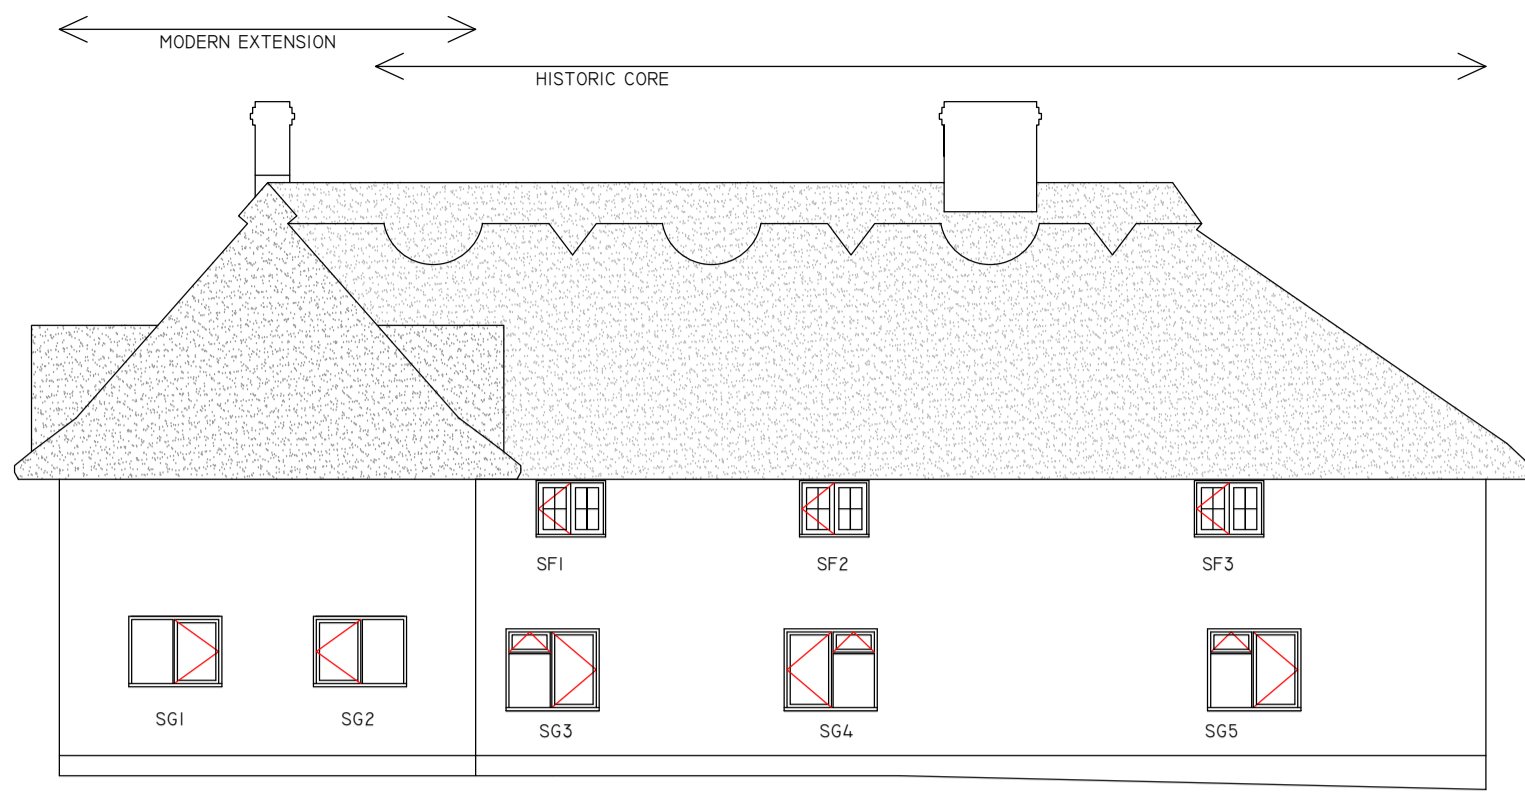 MODERN EXTENSION
HISTORIC CORE
SF1
SF2
SF3
SG1
SG2
SG3
SG4
SG5